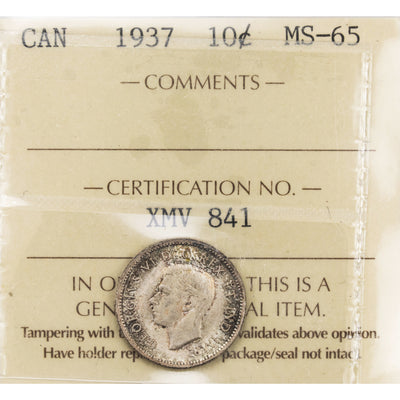 CAN 1937 10¢ MS-65
— COMMENTS —
— CERTIFICATION NO. —
XMV 841
IN O THIS IS A
GEN AL ITEM.
Tampering with validates above opinion.
Have holder rep package/seal not intact